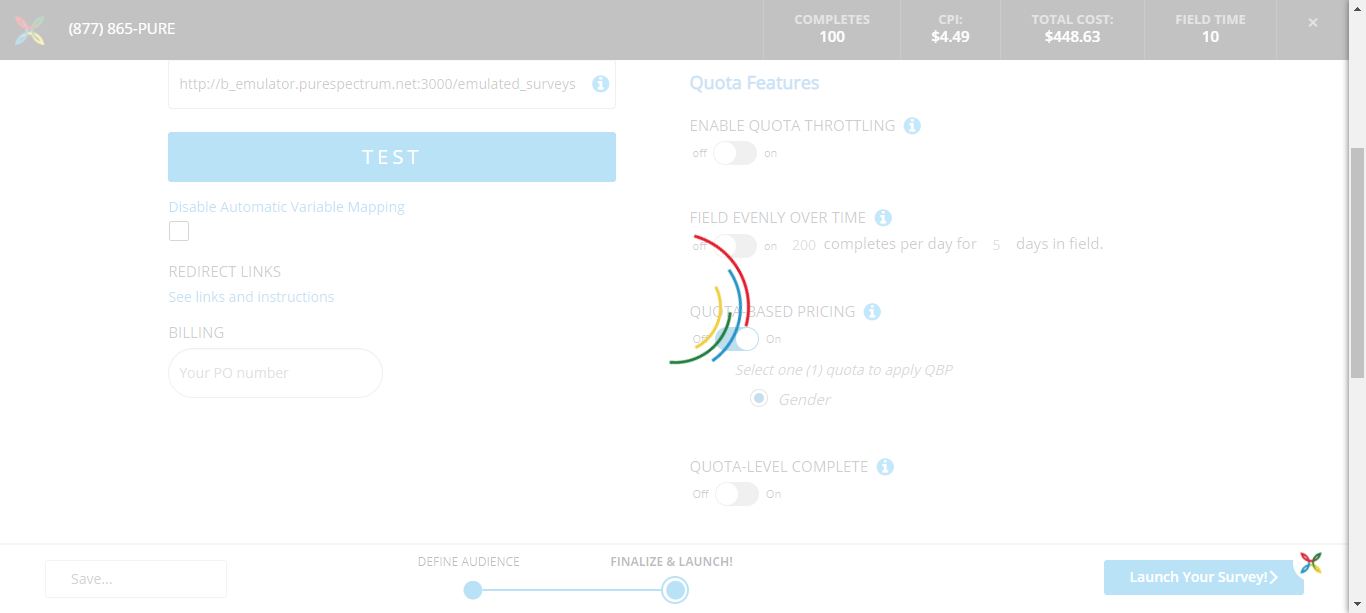 (877) 865-PURE
COMPLETES
100
CPI:
$4.49
TOTAL COST:
$448.63
FIELD TIME
10
×
http://b_emulator.purespectrum.net:3000/emulated_surveys
TEST
Disable Automatic Variable Mapping
REDIRECT LINKS
See links and instructions
BILLING
Your PO number
Quota Features
ENABLE QUOTA THROTTLING
off on
FIELD EVENLY OVER TIME
off on 200 completes per day for 5 days in field.
QUOTA-BASED PRICING
Off On
Select one (1) quota to apply QBP
Gender
QUOTA-LEVEL COMPLETE
Off On
Save...
DEFINE AUDIENCE
FINALIZE & LAUNCH!
Launch Your Survey!